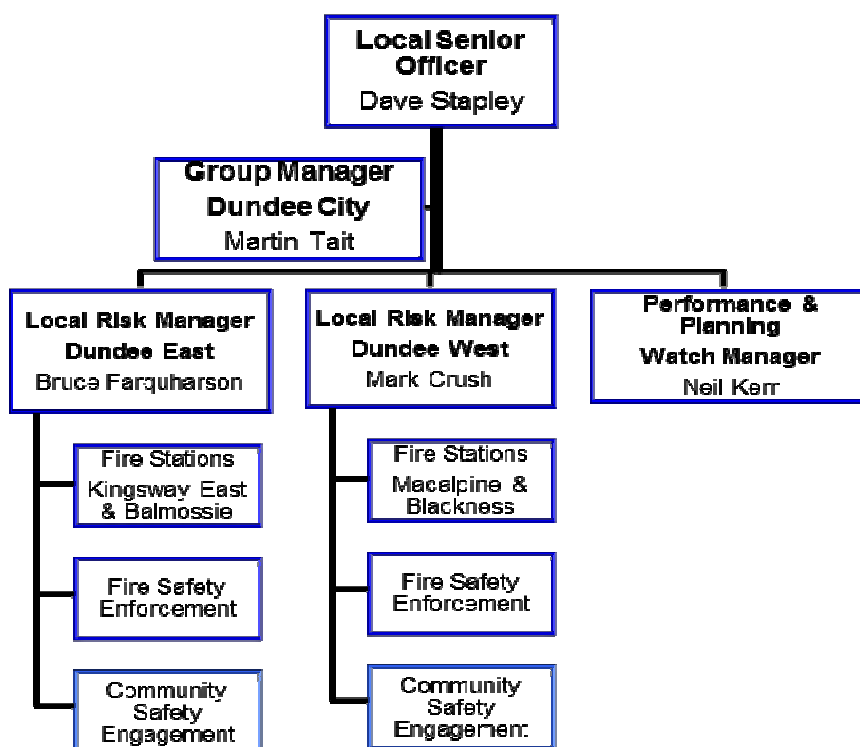 Local Senior
Officer
Dave Stapley
Group Manager
Dundee City
Martin Tait
Local Risk Manager
Dundee East
Bruce Farquharson
Local Risk Manager
Dundee West
Mark Crush
Performance &
Planning
Watch Manager
Neil Kerr
Fire Stations
Kingsway East
& Balmossie
Fire Safety
Enforcement
Community
Safety
Engagement
Fire Stations
Macalpine &
Blackness
Fire Safety
Enforcement
Community
Safety
Engagement